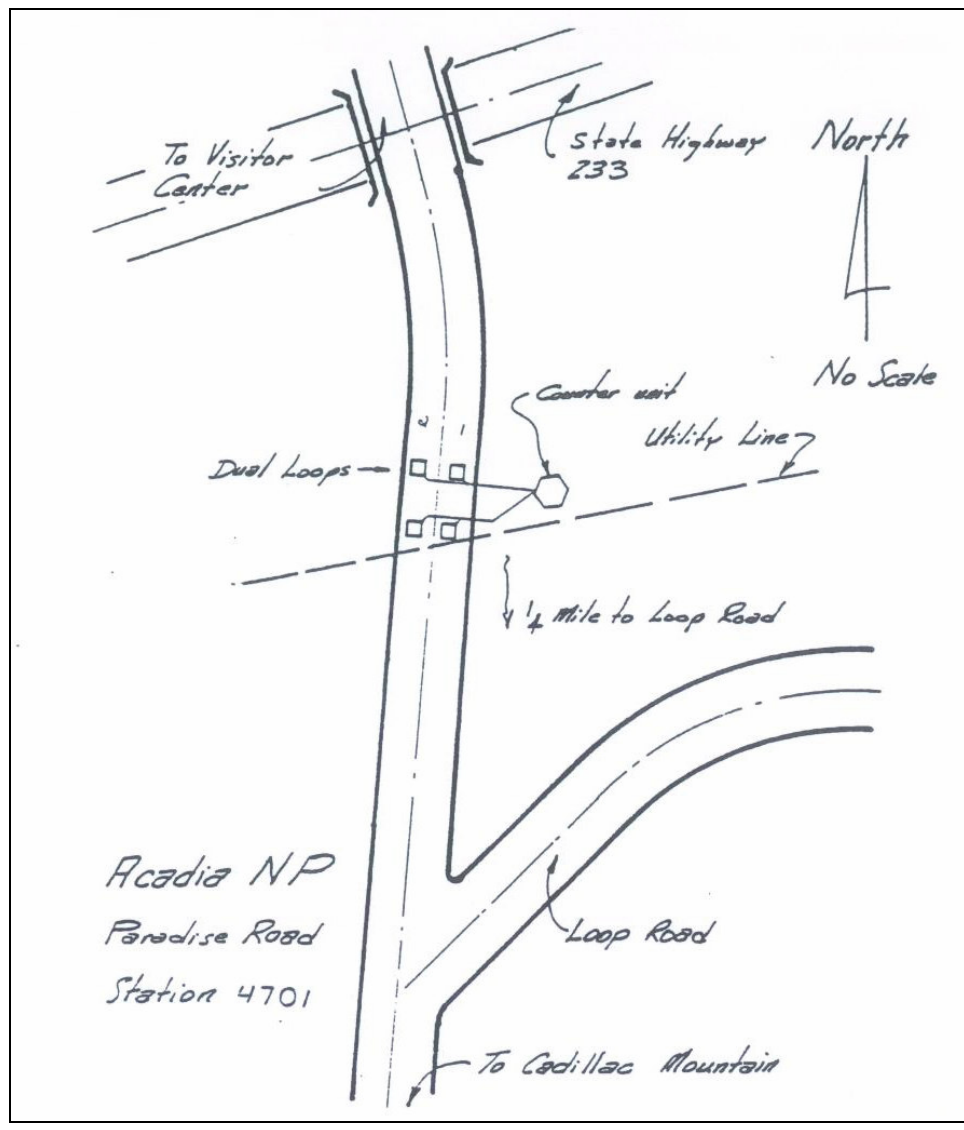 To Visitor
Center
State Highway
233
North
No Scale
Counter unit
Utility Line
2 1
Dual Loops
1/4 Mile to Loop Road
Acadia NP
Paradise Road
Station 4701
Loop Road
To Cadillac Mountain